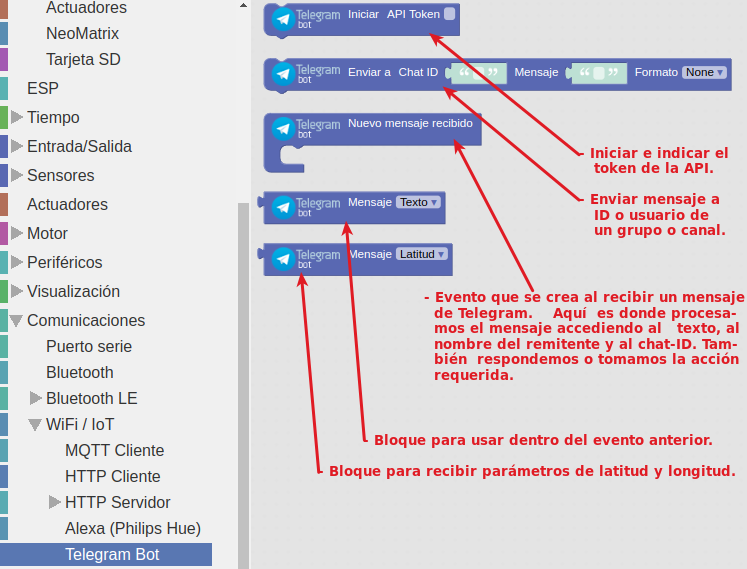 Actuadores
NeoMatrix
Tarjeta SD
ESP
Tiempo
Entrada/Salida
Sensores
Actuadores
Motor
Periféricos
Visualización
Comunicaciones
Puerto serie
Bluetooth
Bluetooth LE
WiFi / IoT
MQTT Cliente
HTTP Cliente
HTTP Servidor
Alexa (Philips Hue)
Telegram Bot
Telegram bot Iniciar API Token
Telegram bot Enviar a Chat ID “ ” Mensaje “ ” Formato None
Telegram bot Nuevo mensaje recibido
Telegram bot Mensaje Texto
Telegram bot Mensaje Latitud
- Iniciar e indicar el
token de la API.
- Enviar mensaje a
ID o usuario de
un grupo o canal.
- Evento que se crea al recibir un mensaje
de Telegram. Aquí es donde procesa-
mos el mensaje accediendo al texto, al
nombre del remitente y al chat-ID. Tam-
bién respondemos o tomamos la acción
requerida.
- Bloque para usar dentro del evento anterior.
- Bloque para recibir parámetros de latitud y longitud.